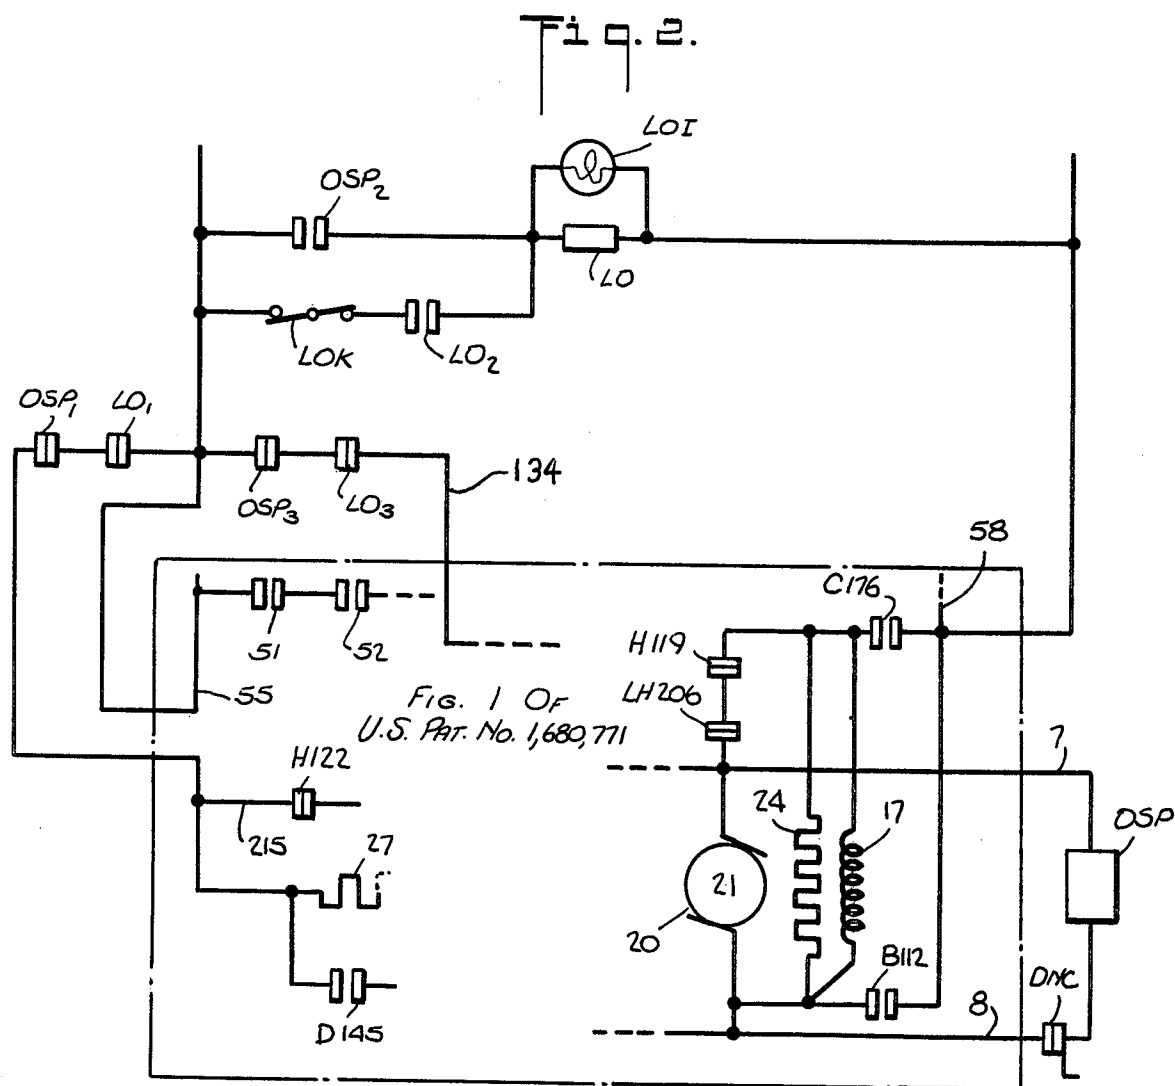 Fig. 2.
LOI
OSP2
LO
LOK
LO2
OSP1
LO1
OSP3
LO3
134
58
C176
51
52
H119
LH206
55
FIG. 1 OF
U.S. PAT. No. 1,680,771
7
H122
215
27
24
17
OSP
21
20
B112
DNC
D145
8